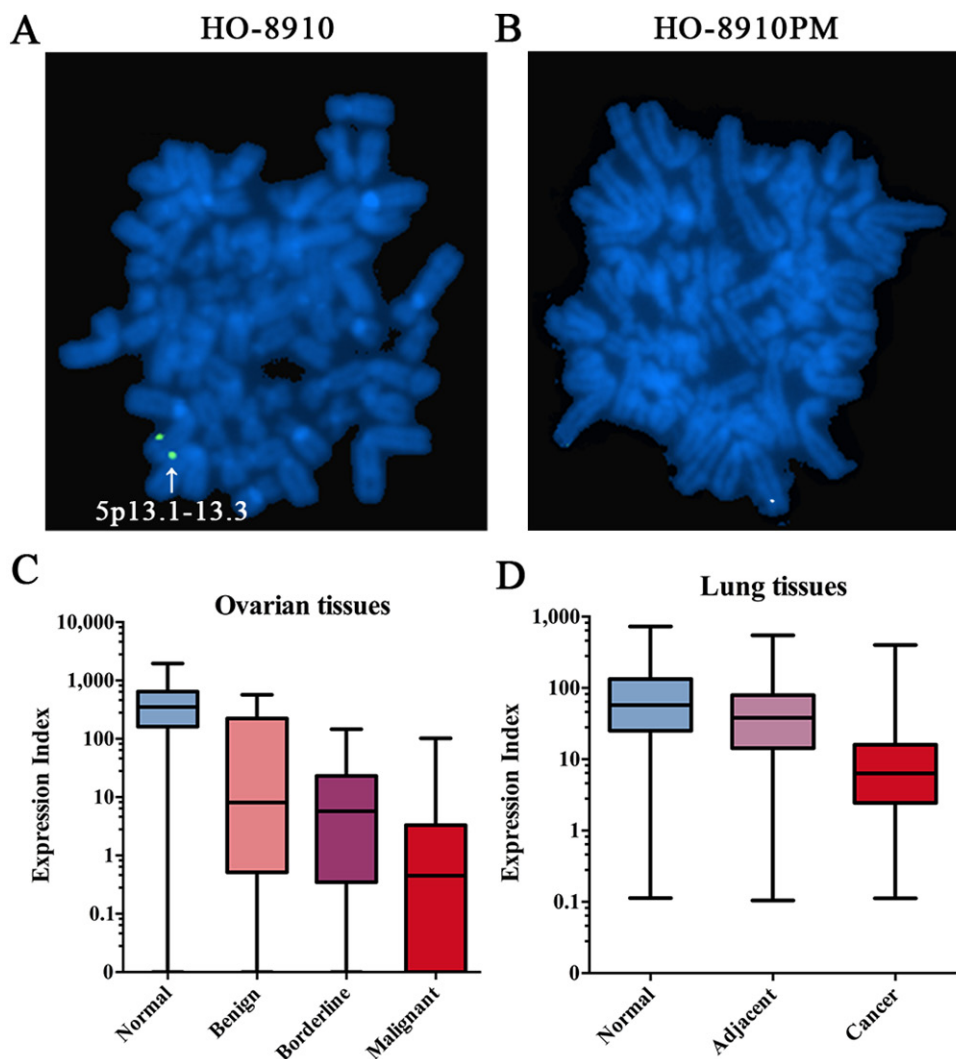 A
HO-8910
B
HO-8910PM
5p13.1-13.3
C
Ovarian tissues
10,000
1,000
100
10
1
0.1
0
Expression Index
Normal
Benign
Borderline
Malignant
D
Lung tissues
1,000
100
10
1
0.1
0
Expression Index
Normal
Adjacent
Cancer